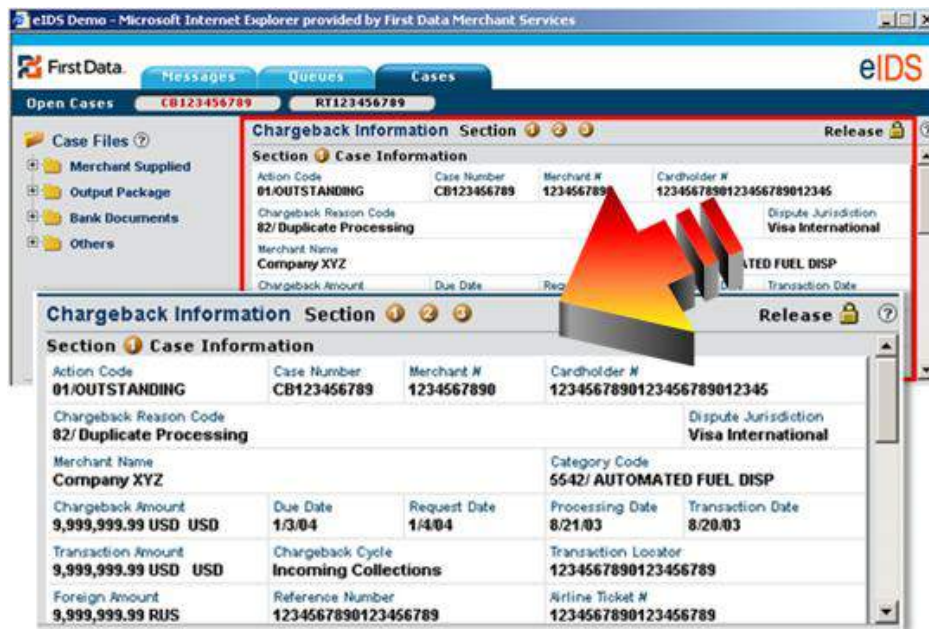 eIDS Demo - Microsoft Internet Explorer provided by First Data Merchant Services
First Data.
Messages Queues Cases
eIDS
Open Cases CB123456789 RT123456789
Case Files ?
Merchant Supplied
Output Package
Bank Documents
Others
Chargeback Information Section 1 2 3 Release ?
Section 1 Case Information
Action Code Case Number Merchant # Cardholder #
01/OUTSTANDING CB123456789 123456789 1234567890123456789012345
Chargeback Reason Code Dispute Jurisdiction
82/ Duplicate Processing Visa International
Merchant Name
Company XYZ ATED FUEL DISP
Chargeback Amount Due Date Req D Transaction Date
Chargeback Information Section 1 2 3 Release ?
Section 1 Case Information
Action Code Case Number Merchant # Cardholder #
01/OUTSTANDING CB123456789 1234567890 1234567890123456789012345
Chargeback Reason Code Dispute Jurisdiction
82/ Duplicate Processing Visa International
Merchant Name Category Code
Company XYZ 5542/ AUTOMATED FUEL DISP
Chargeback Amount Due Date Request Date Processing Date Transaction Date
9,999,999.99 USD USD 1/3/04 1/4/04 8/21/03 8/20/03
Transaction Amount Chargeback Cycle Transaction Locator
9,999,999.99 USD USD Incoming Collections 1234567890123456789
Foreign Amount Reference Number Airline Ticket #
9,999,999.99 RUS 1234567890123456789 1234567890123456789